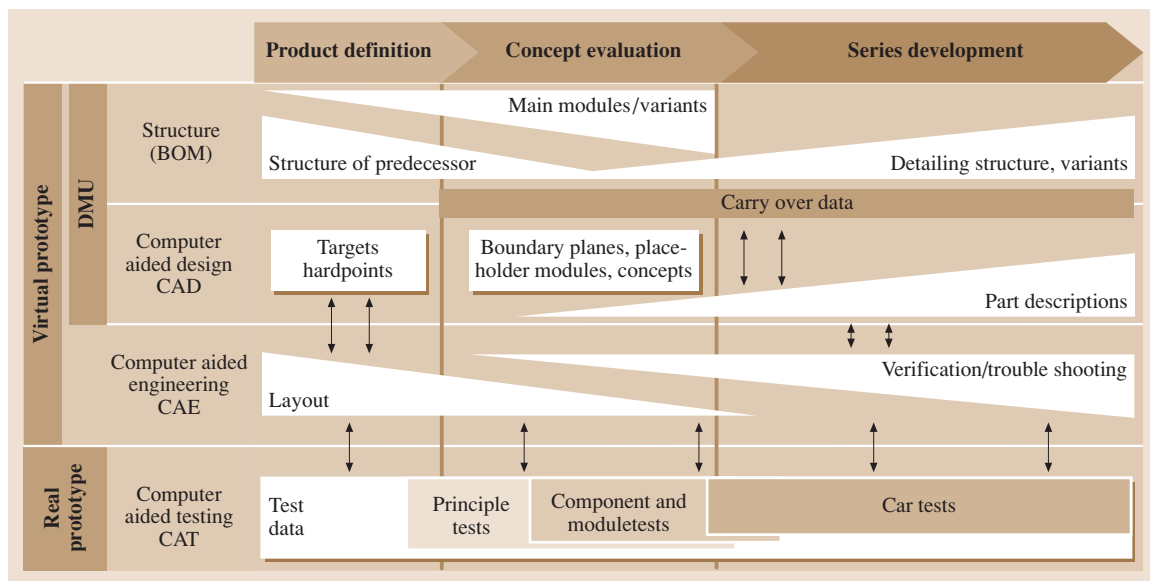 Product definition
Concept evaluation
Series development
Virtual prototype
DMU
Structure
(BOM)
Main modules/variants
Structure of predecessor
Detailing structure, variants
Carry over data
Computer
aided design
CAD
Targets
hardpoints
Boundary planes, place-
holder modules, concepts
Part descriptions
Computer aided
engineering
CAE
Layout
Verification/trouble shooting
Real
prototype
Computer
aided testing
CAT
Test
data
Principle
tests
Component and
moduletests
Car tests